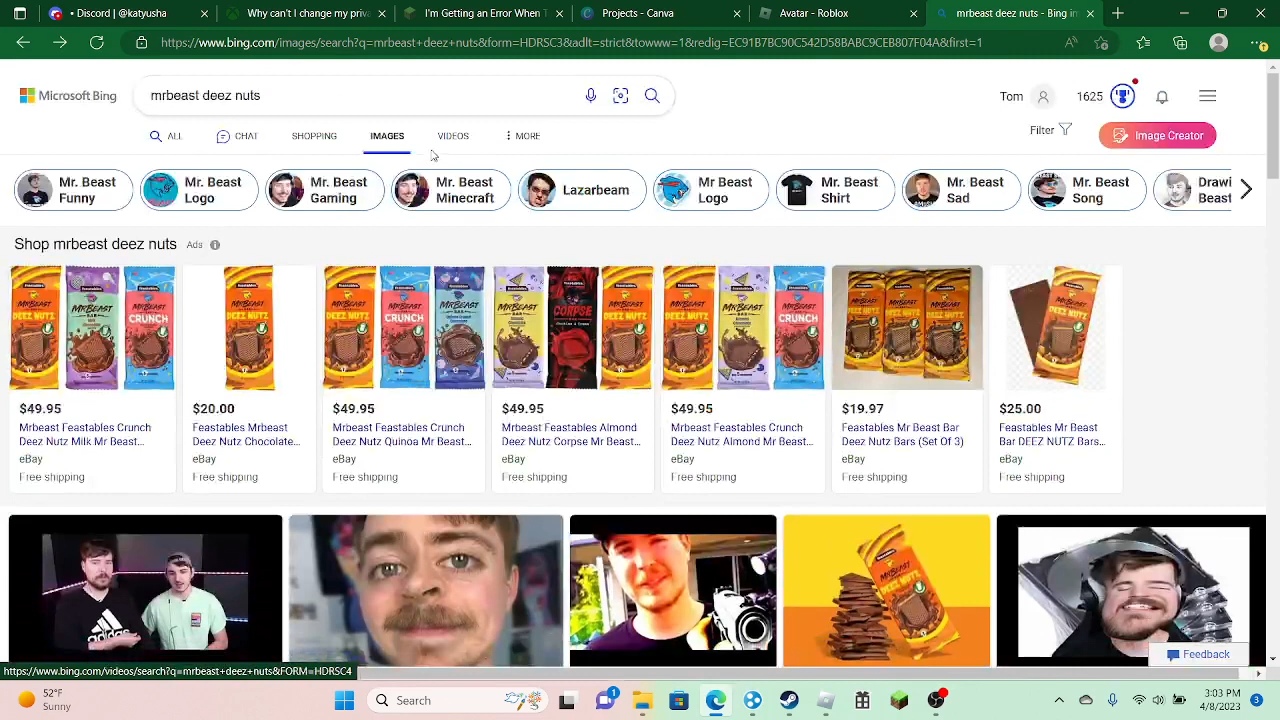 Discord | @katyusha
Why can't I change my priva
I'm Getting an Error When T
Projects - Canva
Avatar - Roblox
mrbeast deez nuts - Bing im
https://www.bing.com/images/search?q=mrbeast+deez+nuts&form=HDRSC3&adlt=strict&towww=1&redig=EC91B7BC90C542D58BABC9CEB807F04A&first=1
Microsoft Bing
mrbeast deez nuts
Tom
1625
ALL
CHAT
SHOPPING
IMAGES
VIDEOS
MORE
Filter
Image Creator
Mr. Beast Funny
Mr. Beast Logo
Mr. Beast Gaming
Mr. Beast Minecraft
Lazarbeam
Mr Beast Logo
Mr. Beast Shirt
Mr. Beast Sad
Mr. Beast Song
Drawi Beast
Shop mrbeast deez nuts Ads
$49.95
Mrbeast Feastables Crunch
Deez Nutz Milk Mr Beast...
eBay
Free shipping
$20.00
Feastables Mrbeast
Deez Nutz Chocolate...
eBay
Free shipping
$49.95
Mrbeast Feastables Crunch
Deez Nutz Quinoa Mr Beast...
eBay
Free shipping
$49.95
Mrbeast Feastables Almond
Deez Nutz Corpse Mr Beast...
eBay
Free shipping
$49.95
Mrbeast Feastables Crunch
Deez Nutz Almond Mr Beast...
eBay
Free shipping
$19.97
Feastables Mr Beast Bar
Deez Nutz Bars (Set Of 3)
eBay
Free shipping
$25.00
Feastables Mr Beast
Bar DEEZ NUTZ Bars...
eBay
Free shipping
Feedback
https://www.bing.com/videos/search?q=mrbeast+deez+nuts&FORM=HDRSC4
52°F
Sunny
Search
1
3:03 PM
4/8/2023
3